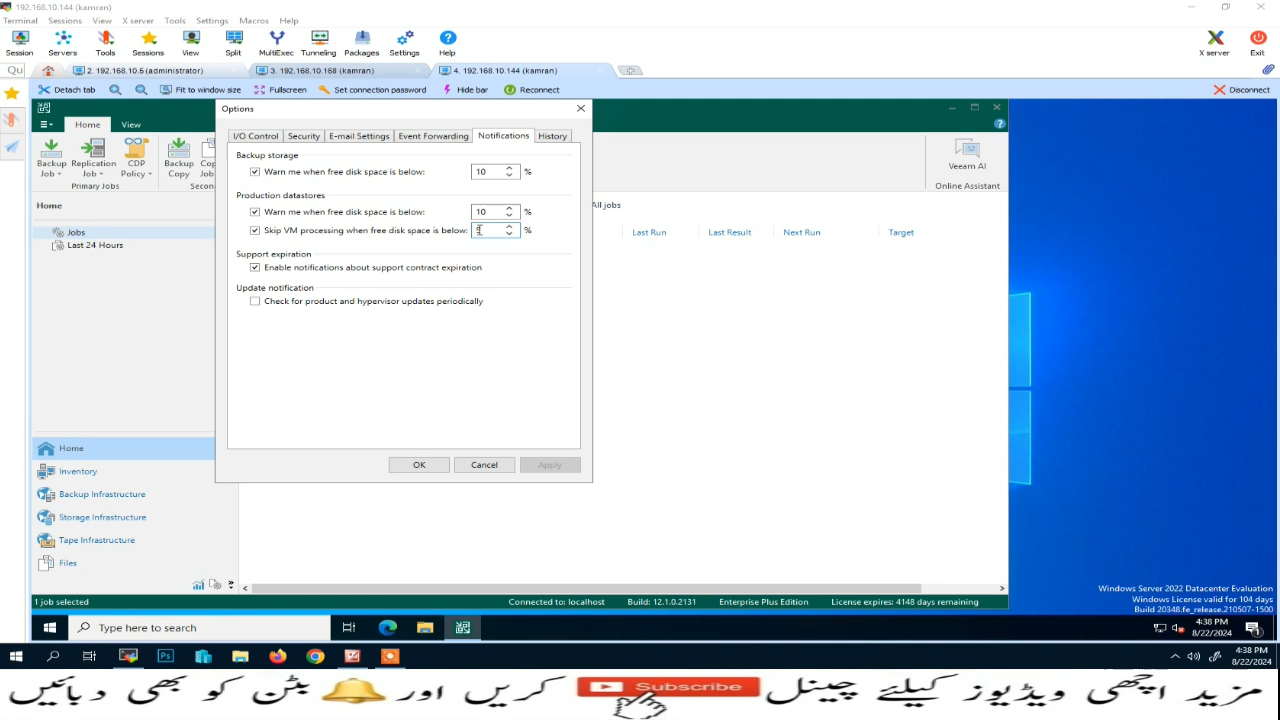 192.168.10.144 (kamran)
Terminal Sessions View X server Tools Settings Macros Help
Session Servers Tools Sessions View Split MultiExec Tunneling Packages Settings Help X server Exit
Qu 2. 192.168.10.5 (administrator) 3. 192.168.10.168 (kamran) 4. 192.168.10.144 (kamran)
Detach tab Fit to window size Fullscreen Set connection password Hide bar Reconnect Disconnect
Options
Home View
I/O Control Security E-mail Settings Event Forwarding Notifications History
Backup Job Replication Job CDP Policy Backup Copy
Primary Jobs
Veeam AI
Online Assistant
Backup storage
Warn me when free disk space is below: 10 %
Production datastores
Warn me when free disk space is below: 10 %
Skip VM processing when free disk space is below: %
Support expiration
Enable notifications about support contract expiration
Update notification
Check for product and hypervisor updates periodically
OK Cancel Apply
Home
Jobs
Last 24 Hours
All jobs
Last Run Last Result Next Run Target
Home
Inventory
Backup Infrastructure
Storage Infrastructure
Tape Infrastructure
Files
1 job selected Connected to: localhost Build: 12.1.0.2131 Enterprise Plus Edition License expires: 4148 days remaining
Windows Server 2022 Datacenter Evaluation
Windows License valid for 104 days
Build 20348.fe_release.210507-1500
Type here to search
4:38 PM
8/22/2024
4:38 PM
8/22/2024
مزید اچھی ویڈیوز کیلئے چینل Subscribe کریں اور بٹن کو بھی دبائیں